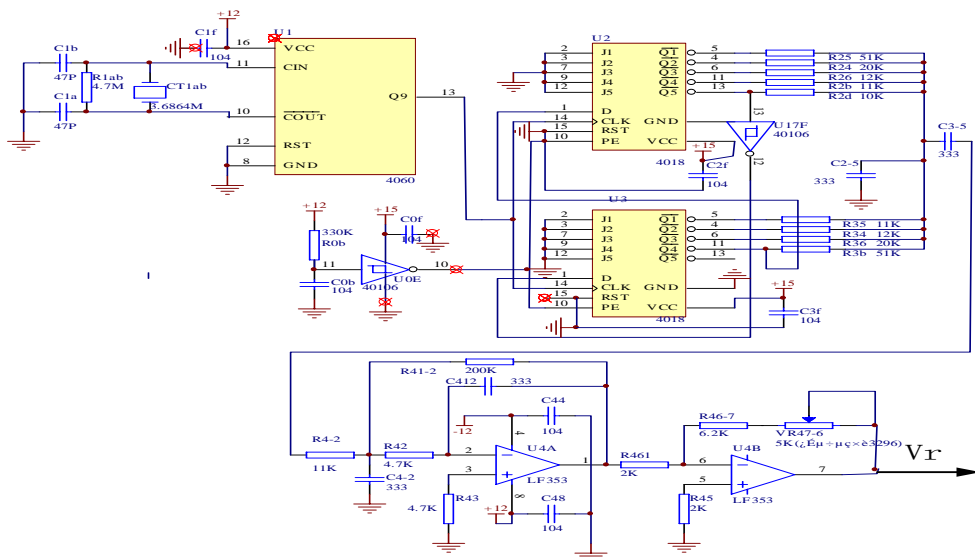 +12
C1f
104
U1
16
VCC
11
CIN
10
COUT
12
RST
8
GND
Q9
13
4060
C1b
47P
R1ab
4.7M
CT1ab
3.6864M
C1a
47P
U2
2
3
7
9
12
J1
J2
J3
J4
J5
1
14
15
10
D
CLK
RST
PE
Q1
Q2
Q3
Q4
Q5
5
4
6
11
13
GND
VCC
4018
R25 51K
R24 20K
R26 12K
R2b 11K
R2d 10K
13
U17F
40106
12
+15
C2f
104
C2-5
333
C3-5
333
U3
2
3
7
9
12
J1
J2
J3
J4
J5
1
14
15
10
D
CLK
RST
PE
Q1
Q2
Q3
Q4
Q5
5
4
6
11
13
GND
VCC
4018
R35 11K
R34 12K
R36 20K
R3b 51K
+15
C3f
104
+12
330K
R0b
11
C0b
104
+15
C0f
104
10
U0E
40106
R41-2
200K
C412
333
R4-2
11K
R42
4.7K
C4-2
333
R43
4.7K
-12
C44
104
4
2
3
U4A
1
LF353
8
+12
C48
104
R461
2K
R46-7
6.2K
VR47-6
5K(¿Éµ÷µç×è3296)
6
5
U4B
7
LF353
R45
2K
Vr